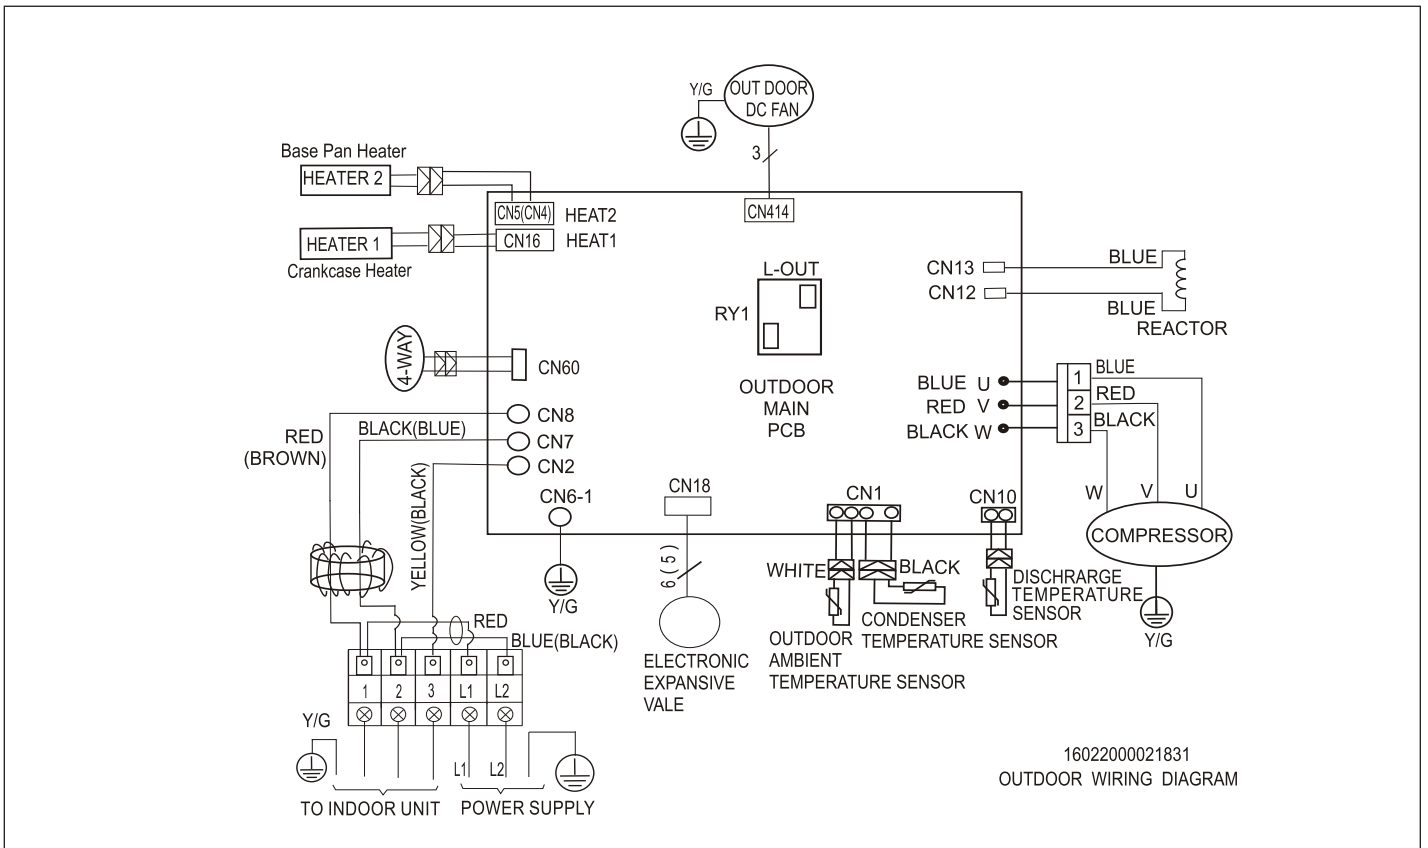 Y/G
OUT DOOR
DC FAN
3
Base Pan Heater
HEATER 2
CN5(CN4)
HEAT2
CN414
HEATER 1
CN16
HEAT1
Crankcase Heater
L-OUT
RY1
CN13
BLUE
CN12
BLUE
REACTOR
4-WAY
CN60
OUTDOOR
MAIN
PCB
BLUE U
RED V
BLACK W
1
2
3
BLUE
RED
BLACK
RED
(BROWN)
BLACK(BLUE)
YELLOW(BLACK)
CN8
CN7
CN2
CN6-1
Y/G
CN18
6 ( 5 )
ELECTRONIC
EXPANSIVE
VALE
CN1
WHITE
BLACK
OUTDOOR
AMBIENT
TEMPERATURE SENSOR
CONDENSER
TEMPERATURE SENSOR
CN10
DISCHRARGE
TEMPERATURE
SENSOR
W
V
U
COMPRESSOR
Y/G
RED
BLUE(BLACK)
1
2
3
L1
L2
Y/G
L1
L2
TO INDOOR UNIT
POWER SUPPLY
16022000021831
OUTDOOR WIRING DIAGRAM